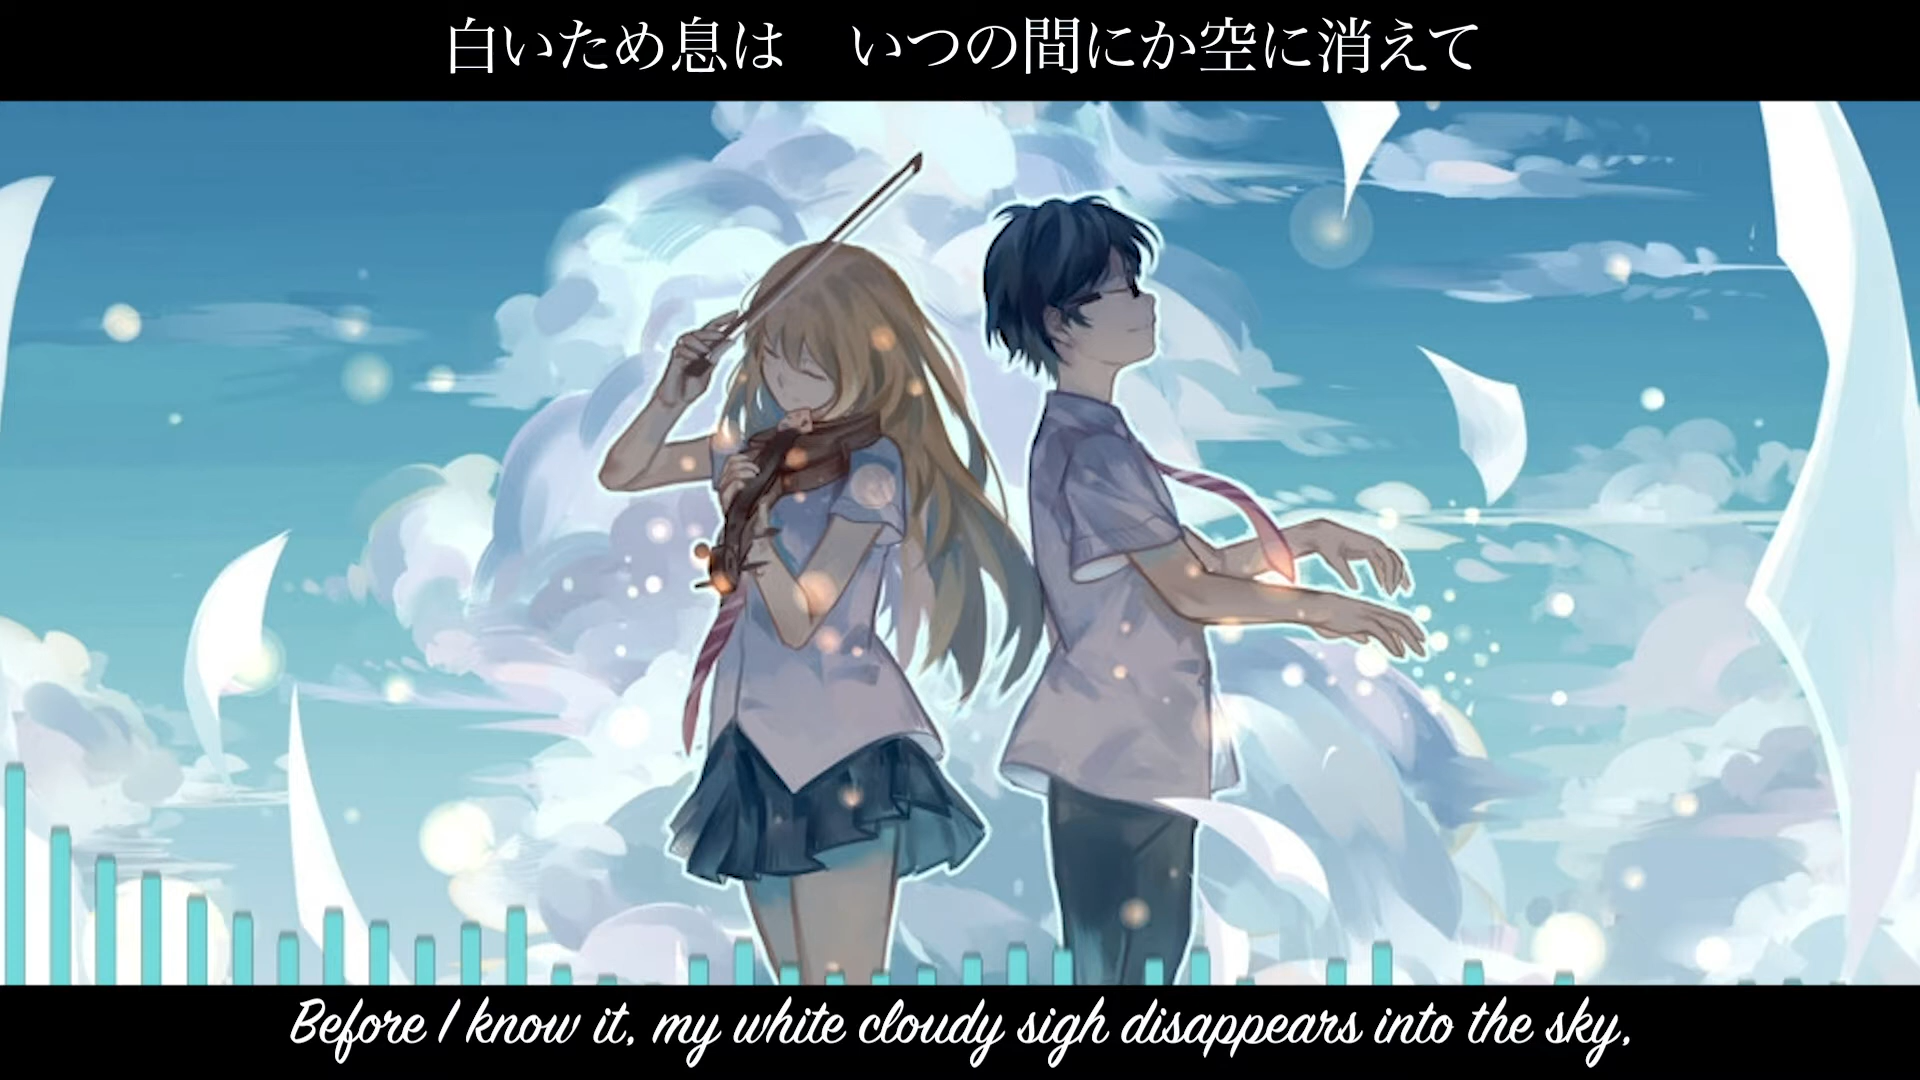 白いため息は　いつの間にか空に消えて
Before I know it, my white cloudy sigh disappears into the sky,